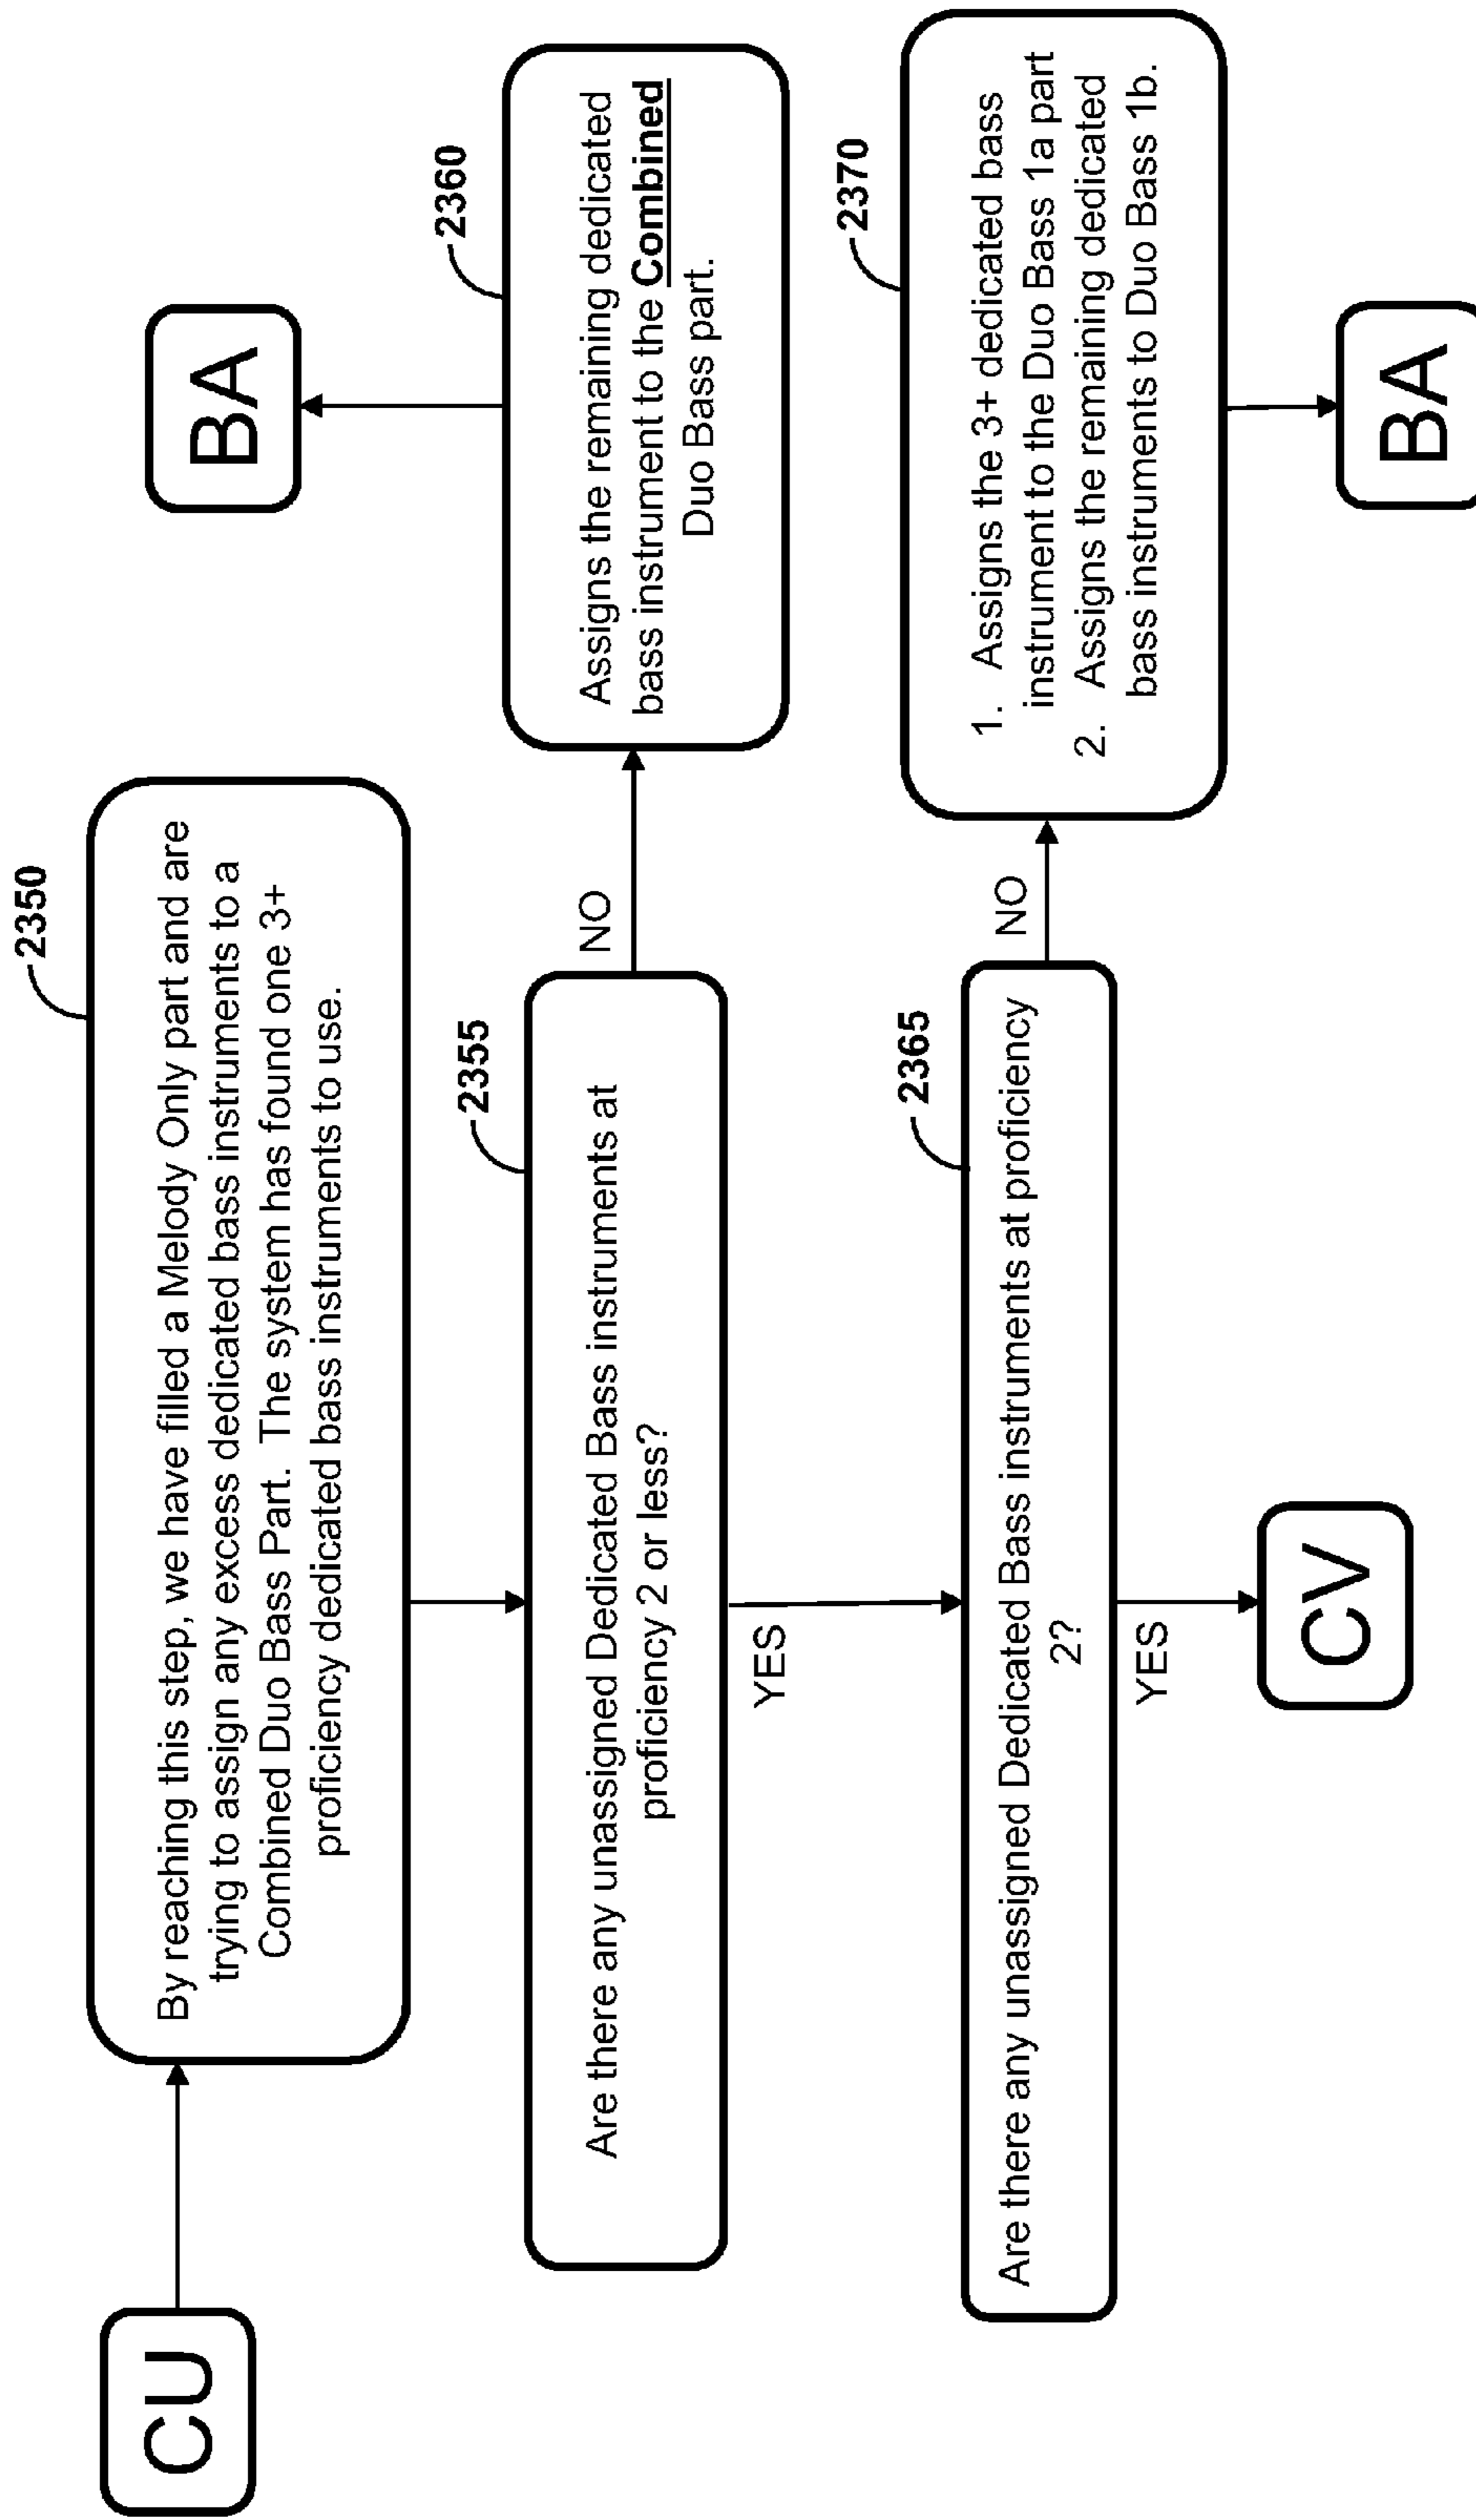 CU
2350
By reaching this step, we have filled a Melody Only part and are
trying to assign any excess dedicated bass instruments to a
Combined Duo Bass Part. The system has found one 3+
proficiency dedicated bass instruments to use.
BA
2355
Are there any unassigned Dedicated Bass instruments at
proficiency 2 or less?
NO
2360
Assigns the remaining dedicated
bass instrument to the Combined
Duo Bass part.
YES
2365
Are there any unassigned Dedicated Bass instruments at proficiency
2?
NO
2370
1. Assigns the 3+ dedicated bass
instrument to the Duo Bass 1a part
2. Assigns the remaining dedicated
bass instruments to Duo Bass 1b.
YES
CV
BA